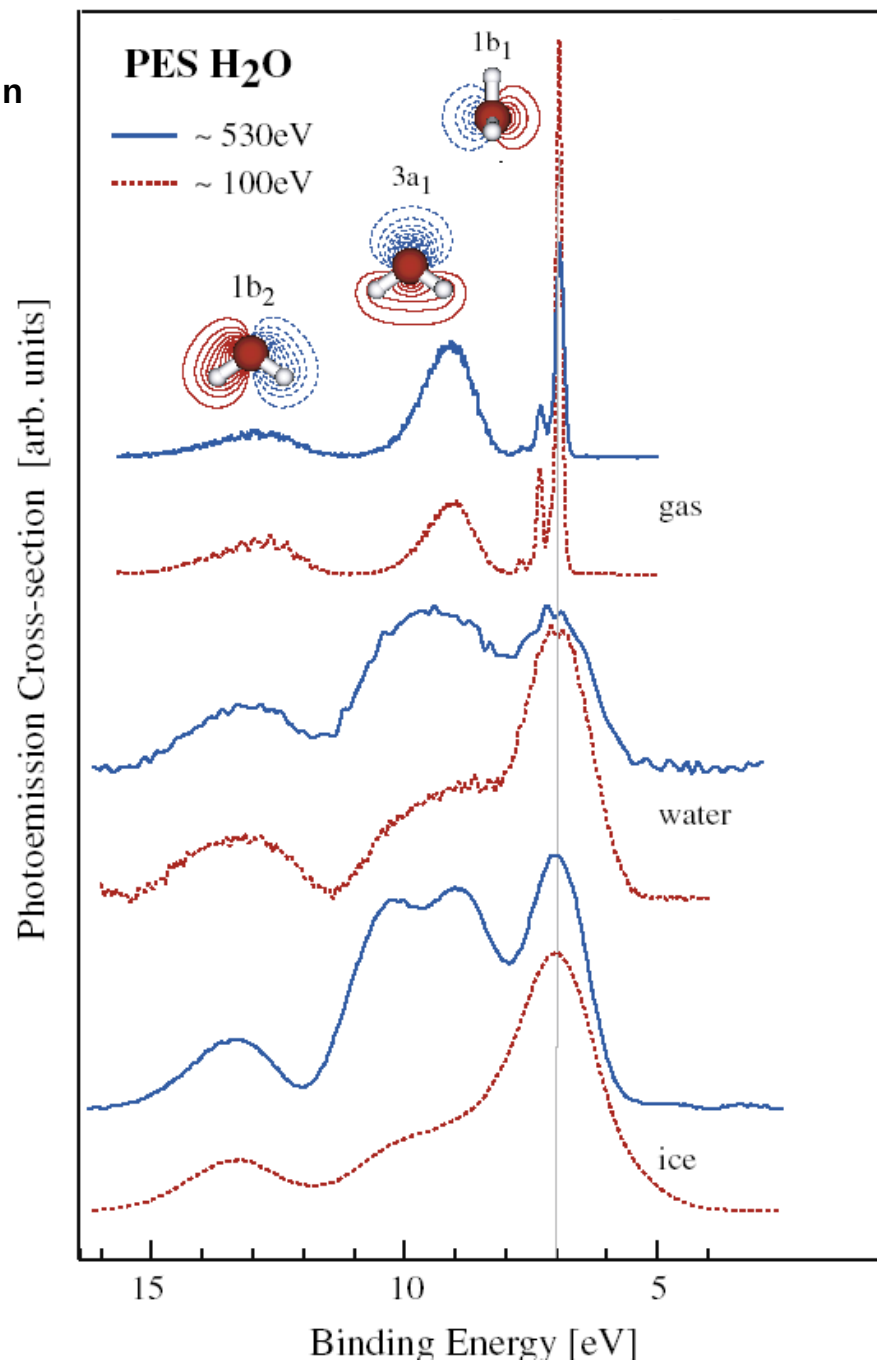 n
PES H₂O
~ 530eV
~ 100eV
1b₁
3a₁
1b₂
gas
water
ice
Photoemission Cross-section [arb. units]
15 10 5
Binding Energy [eV]